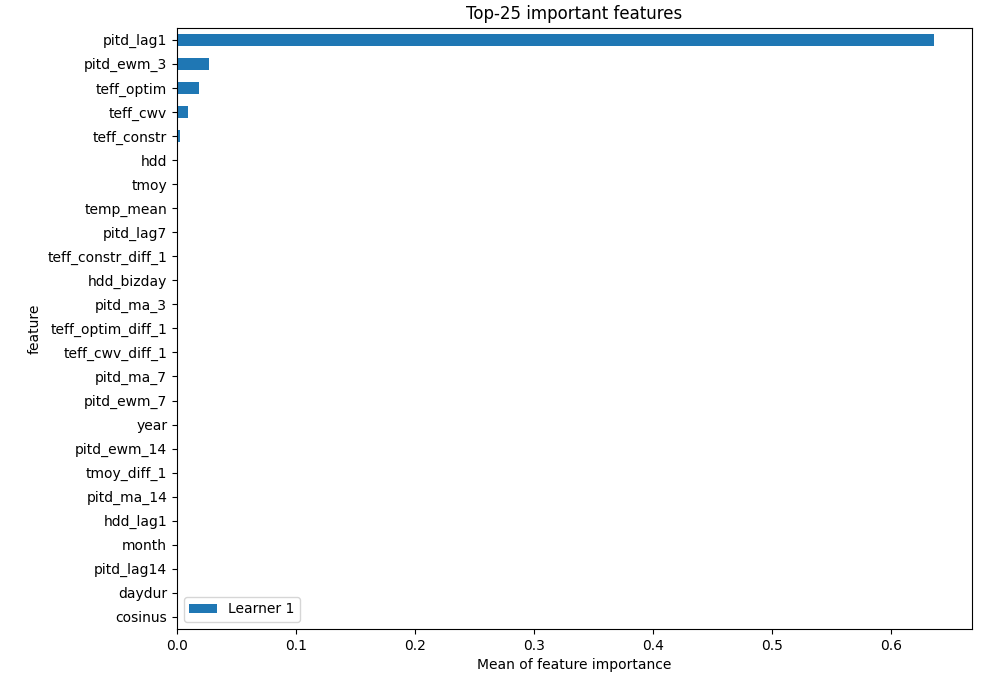 Top-25 important features
pitd_lag1
pitd_ewm_3
teff_optim
teff_cwv
teff_constr
hdd
tmoy
temp_mean
pitd_lag7
teff_constr_diff_1
hdd_bizday
pitd_ma_3
teff_optim_diff_1
teff_cwv_diff_1
pitd_ma_7
pitd_ewm_7
year
pitd_ewm_14
tmoy_diff_1
pitd_ma_14
hdd_lag1
month
pitd_lag14
daydur
cosinus
feature
Learner 1
0.0 0.1 0.2 0.3 0.4 0.5 0.6
Mean of feature importance